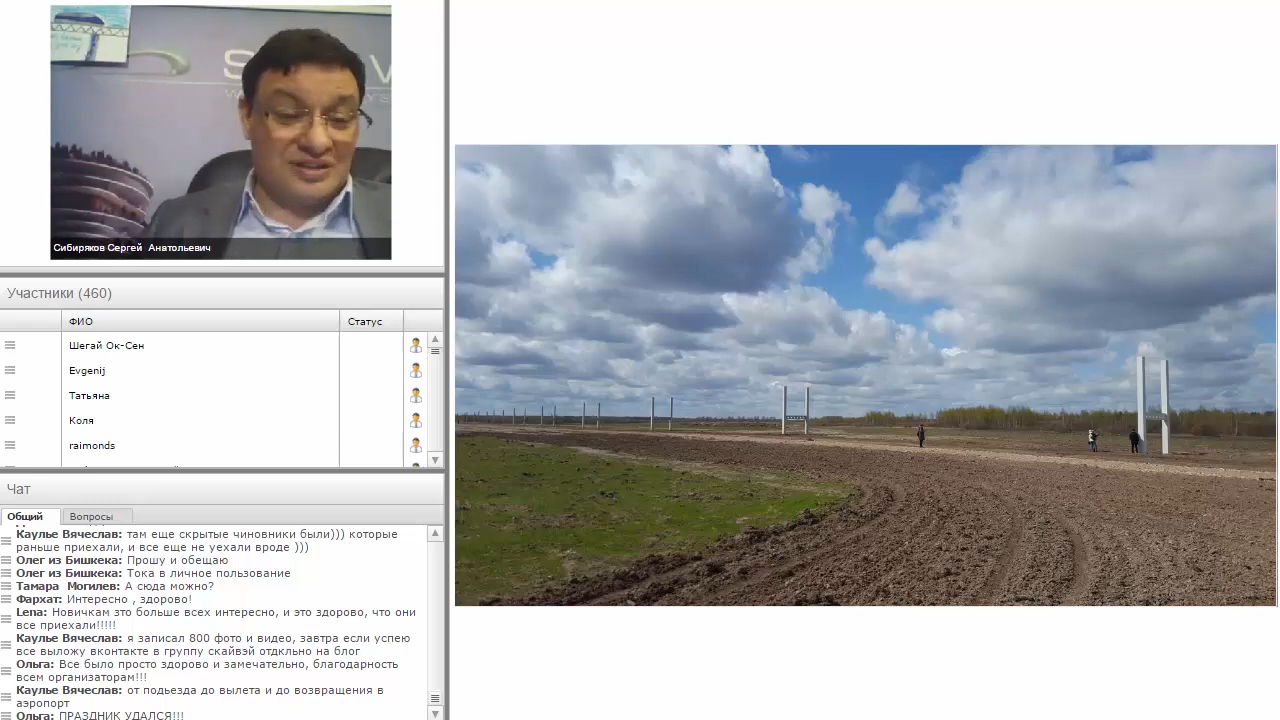 S
V
Сибиряков Сергей Анатольевич
Участники (460)
ФИО
Статус
Шегай Ок-Сен
Evgenij
Татьяна
Коля
raimonds
Чат
Общий
Вопросы
Каулье Вячеслав: там еще скрытые чиновники были))) которые
раньше приехали, и все еще не уехали вроде )))
Олег из Бишкека: Прошу и обещаю
Олег из Бишкека: Тока в личное пользование
Тамара Могилев: А сюда можно?
Фархат: Интересно , здорово!
Lena: Новичкам зто больше всех интересно, и это здорово, что они
все приехали!!!!!
Каулье Вячеслав: я записал 800 фото и видео, завтра если успею
все выложу вконтакте в группу скайвэй отдкльно на блог
Ольга: Все было просто здорово и замечательно, благодарность
всем организаторам!!!
Каулье Вячеслав: от подьезда до вылета и до возвращения в
аэропорт
Ольга: ПРАЗДНИК УДАЛСЯ!!!